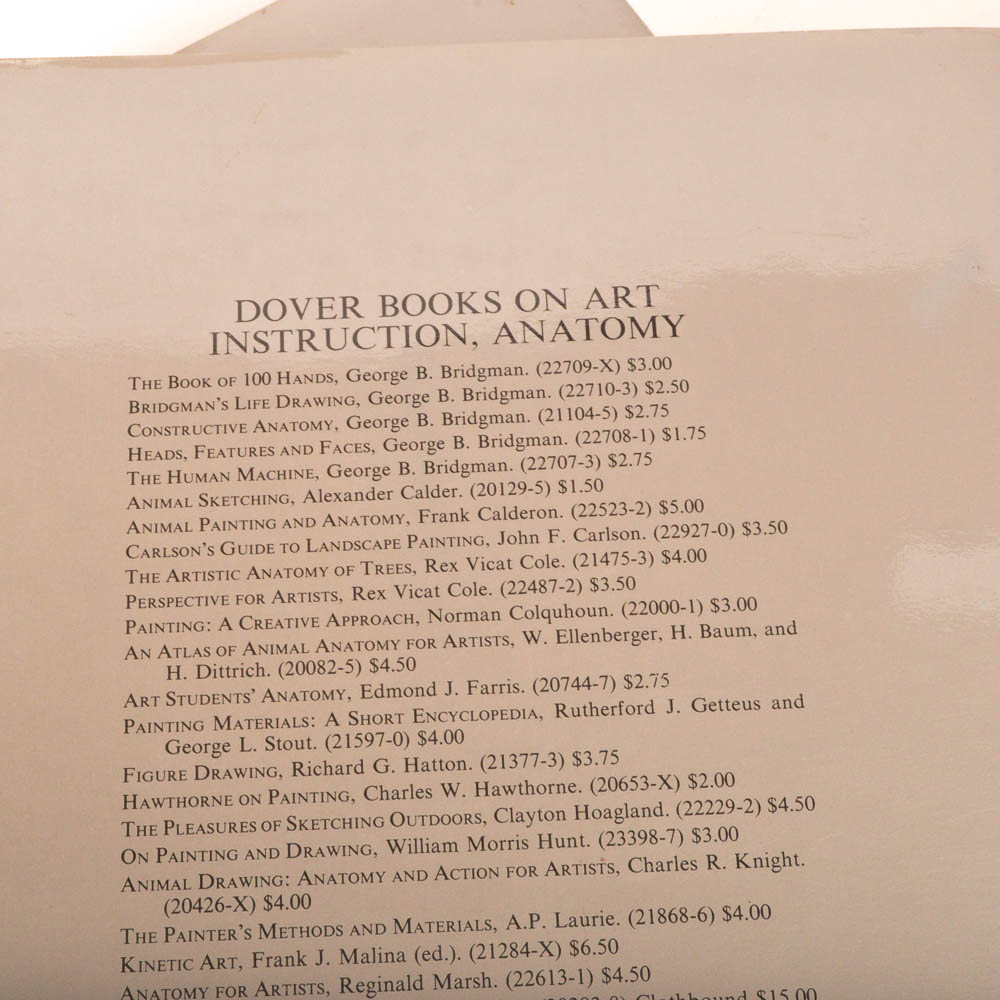 DOVER BOOKS ON ART
INSTRUCTION, ANATOMY
THE BOOK OF 100 HANDS, George B. Bridgman. (22709-X) $3.00
BRIDGMAN'S LIFE DRAWING, George B. Bridgman. (22710-3) $2.50
CONSTRUCTIVE ANATOMY, George B. Bridgman. (21104-5) $2.75
HEADS, FEATURES AND FACES, George B. Bridgman. (22708-1) $1.75
THE HUMAN MACHINE, George B. Bridgman. (22707-3) $2.75
ANIMAL SKETCHING, Alexander Calder. (20129-5) $1.50
ANIMAL PAINTING AND ANATOMY, Frank Calderon. (22523-2) $5.00
CARLSON'S GUIDE TO LANDSCAPE PAINTING, John F. Carlson. (22927-0) $3.50
THE ARTISTIC ANATOMY OF TREES, Rex Vicat Cole. (21475-3) $4.00
PERSPECTIVE FOR ARTISTS, Rex Vicat Cole. (22487-2) $3.50
PAINTING: A CREATIVE APPROACH, Norman Colquhoun. (22000-1) $3.00
AN ATLAS OF ANIMAL ANATOMY FOR ARTISTS, W. Ellenberger, H. Baum, and
H. Dittrich. (20082-5) $4.50
ART STUDENTS' ANATOMY, Edmond J. Farris. (20744-7) $2.75
PAINTING MATERIALS: A SHORT ENCYCLOPEDIA, Rutherford J. Getteus and
George L. Stout. (21597-0) $4.00
FIGURE DRAWING, Richard G. Hatton. (21377-3) $3.75
HAWTHORNE ON PAINTING, Charles W. Hawthorne. (20653-X) $2.00
THE PLEASURES OF SKETCHING OUTDOORS, Clayton Hoagland. (22229-2) $4.50
ON PAINTING AND DRAWING, William Morris Hunt. (23398-7) $3.00
ANIMAL DRAWING: ANATOMY AND ACTION FOR ARTISTS, Charles R. Knight.
(20426-X) $4.00
THE PAINTER'S METHODS AND MATERIALS, A.P. Laurie. (21868-6) $4.00
KINETIC ART, Frank J. Malina (ed.). (21284-X) $6.50
ANATOMY FOR ARTISTS, Reginald Marsh. (22613-1) $4.50
Clothbound $15.00